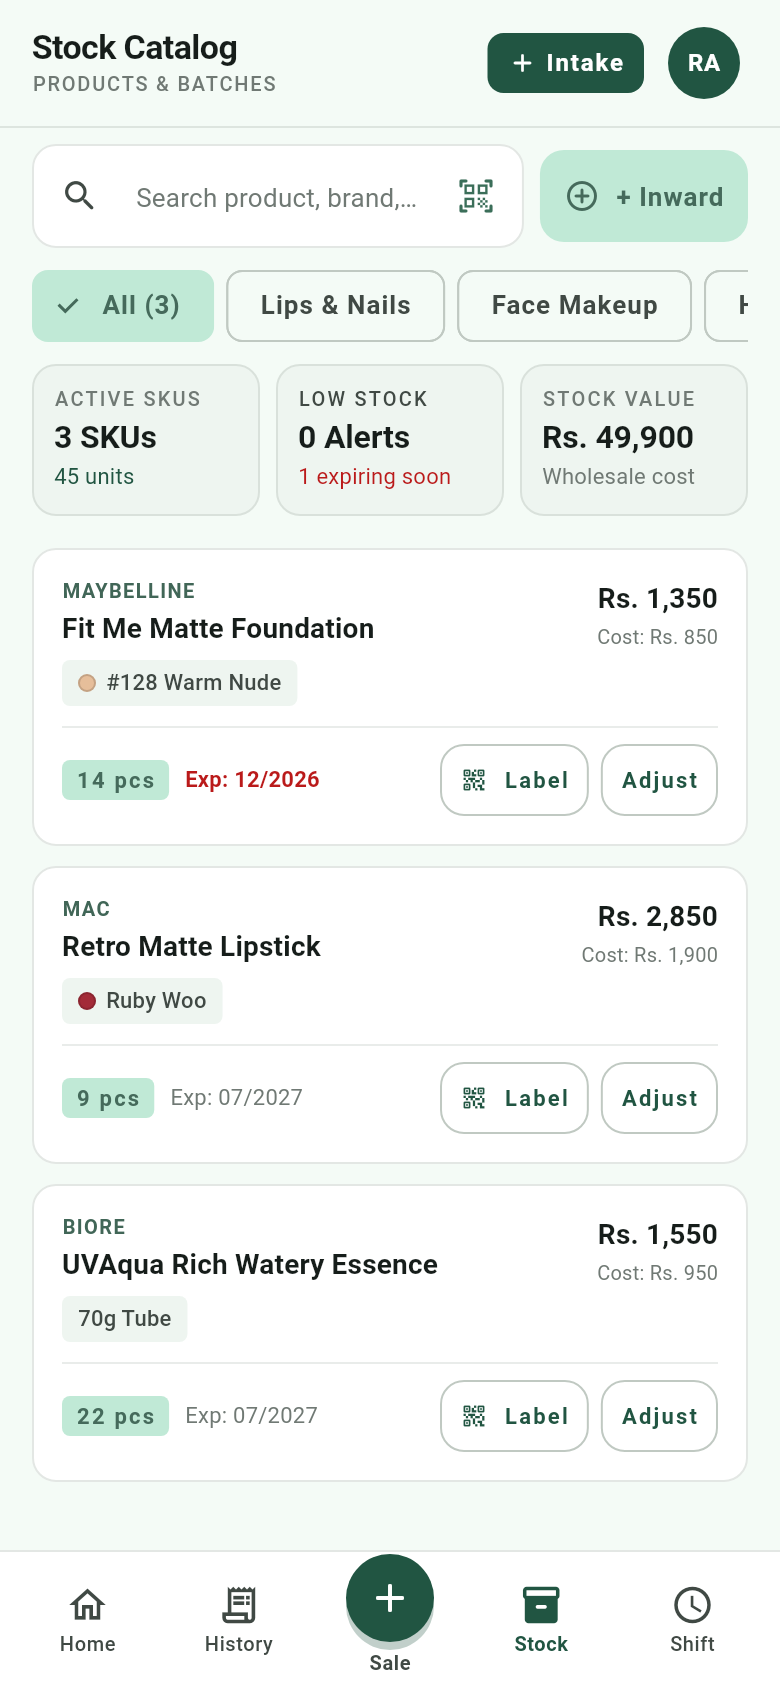 Stock Catalog
PRODUCTS & BATCHES
+ Intake
RA
Search product, brand,...
+ Inward
All (3)
Lips & Nails
Face Makeup
ACTIVE SKUS
3 SKUs
45 units
LOW STOCK
0 Alerts
1 expiring soon
STOCK VALUE
Rs. 49,900
Wholesale cost
MAYBELLINE
Fit Me Matte Foundation
Rs. 1,350
Cost: Rs. 850
#128 Warm Nude
14 pcs
Exp: 12/2026
Label
Adjust
MAC
Retro Matte Lipstick
Rs. 2,850
Cost: Rs. 1,900
Ruby Woo
9 pcs
Exp: 07/2027
Label
Adjust
BIORE
UVAqua Rich Watery Essence
Rs. 1,550
Cost: Rs. 950
70g Tube
22 pcs
Exp: 07/2027
Label
Adjust
Home
History
Sale
Stock
Shift